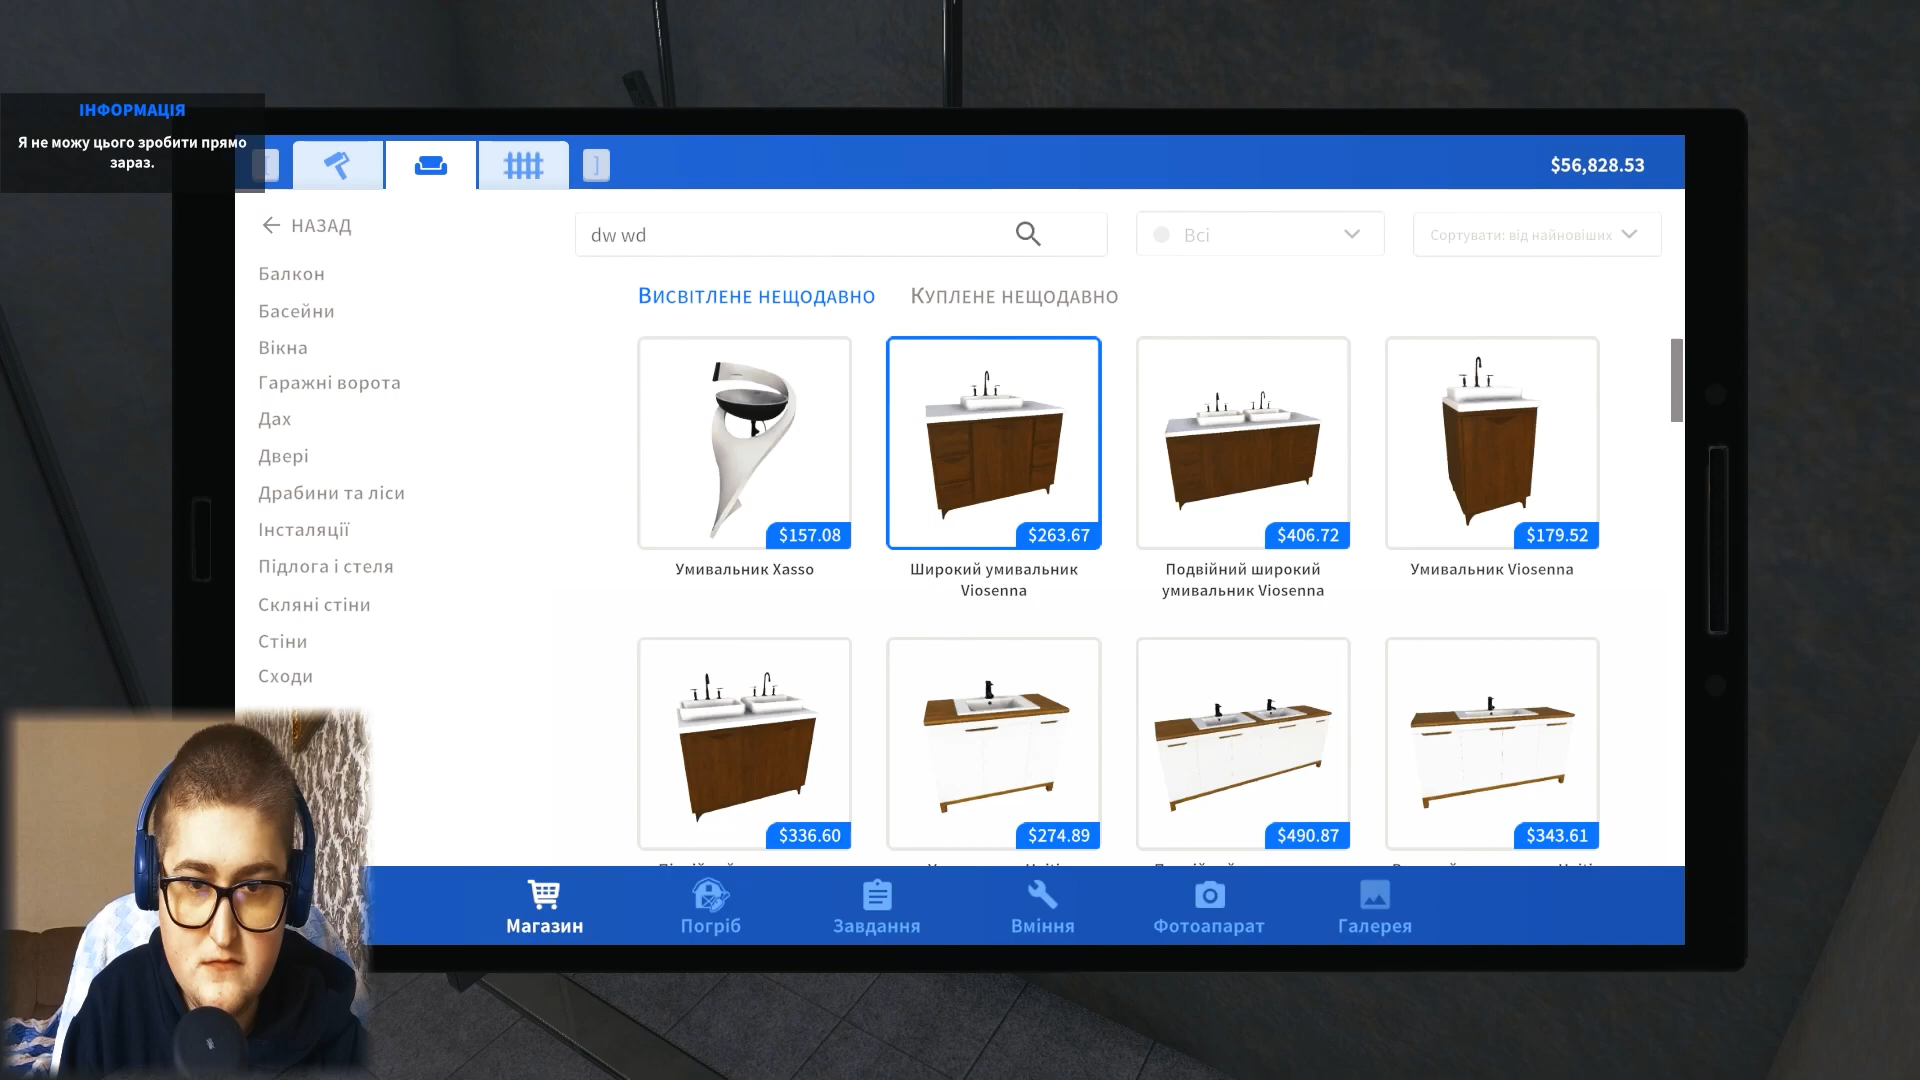 ІНФОРМАЦІЯ
Я не можу цього зробити прямо
зараз.
[
]
$56,828.53
НАЗАД
Балкон
Басейни
Вікна
Гаражні ворота
Дах
Двері
Драбини та ліси
Інсталяції
Підлога і стеля
Скляні стіни
Стіни
Сходи
dw wd
Всі
Сортувати: від найновіших
Висвітлене нещодавно
Куплене нещодавно
$157.08
$263.67
$406.72
$179.52
Умивальник Xasso
Широкий умивальник
Viosenna
Подвійний широкий
умивальник Viosenna
Умивальник Viosenna
$336.60
$274.89
$490.87
$343.61
Магазин
Погріб
Завдання
Вміння
Фотоапарат
Галерея